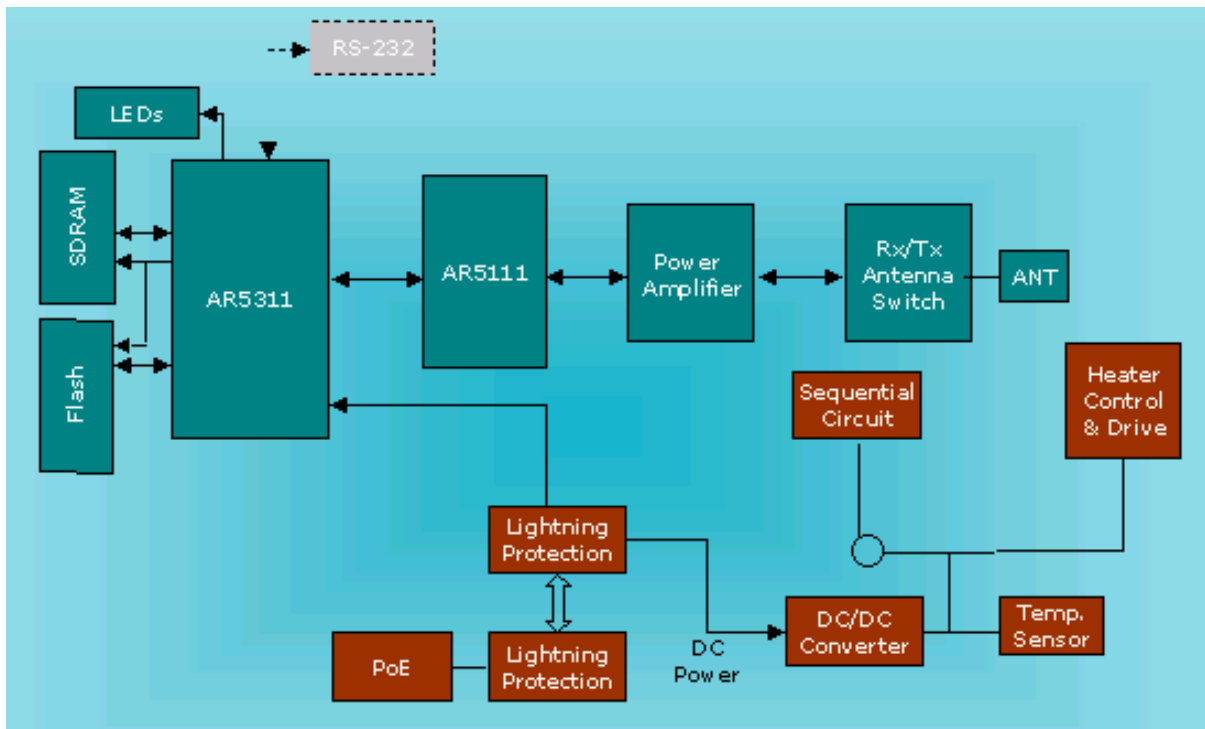 RS-232
LEDs
SDRAM
AR5311
AR5111
Power
Amplifier
Rx/Tx
Antenna
Switch
ANT
Flash
Sequential
Circuit
Heater
Control
& Drive
Lightning
Protection
DC/DC
Converter
Temp.
Sensor
DC
Power
PoE
Lightning
Protection